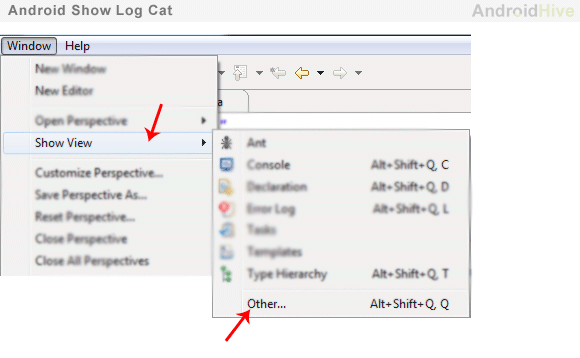 Android Show Log Cat
AndroidHive
Window Help
New Window
New Editor
a
Open Perspective
Show View
Customize Perspective...
Save Perspective As...
Reset Perspective...
Close Perspective
Close All Perspectives
Ant
Console Alt+Shift+Q, C
Declaration Alt+Shift+Q, D
Error Log Alt+Shift+Q, L
Tasks
Templates
Type Hierarchy Alt+Shift+Q, T
Other... Alt+Shift+Q, Q